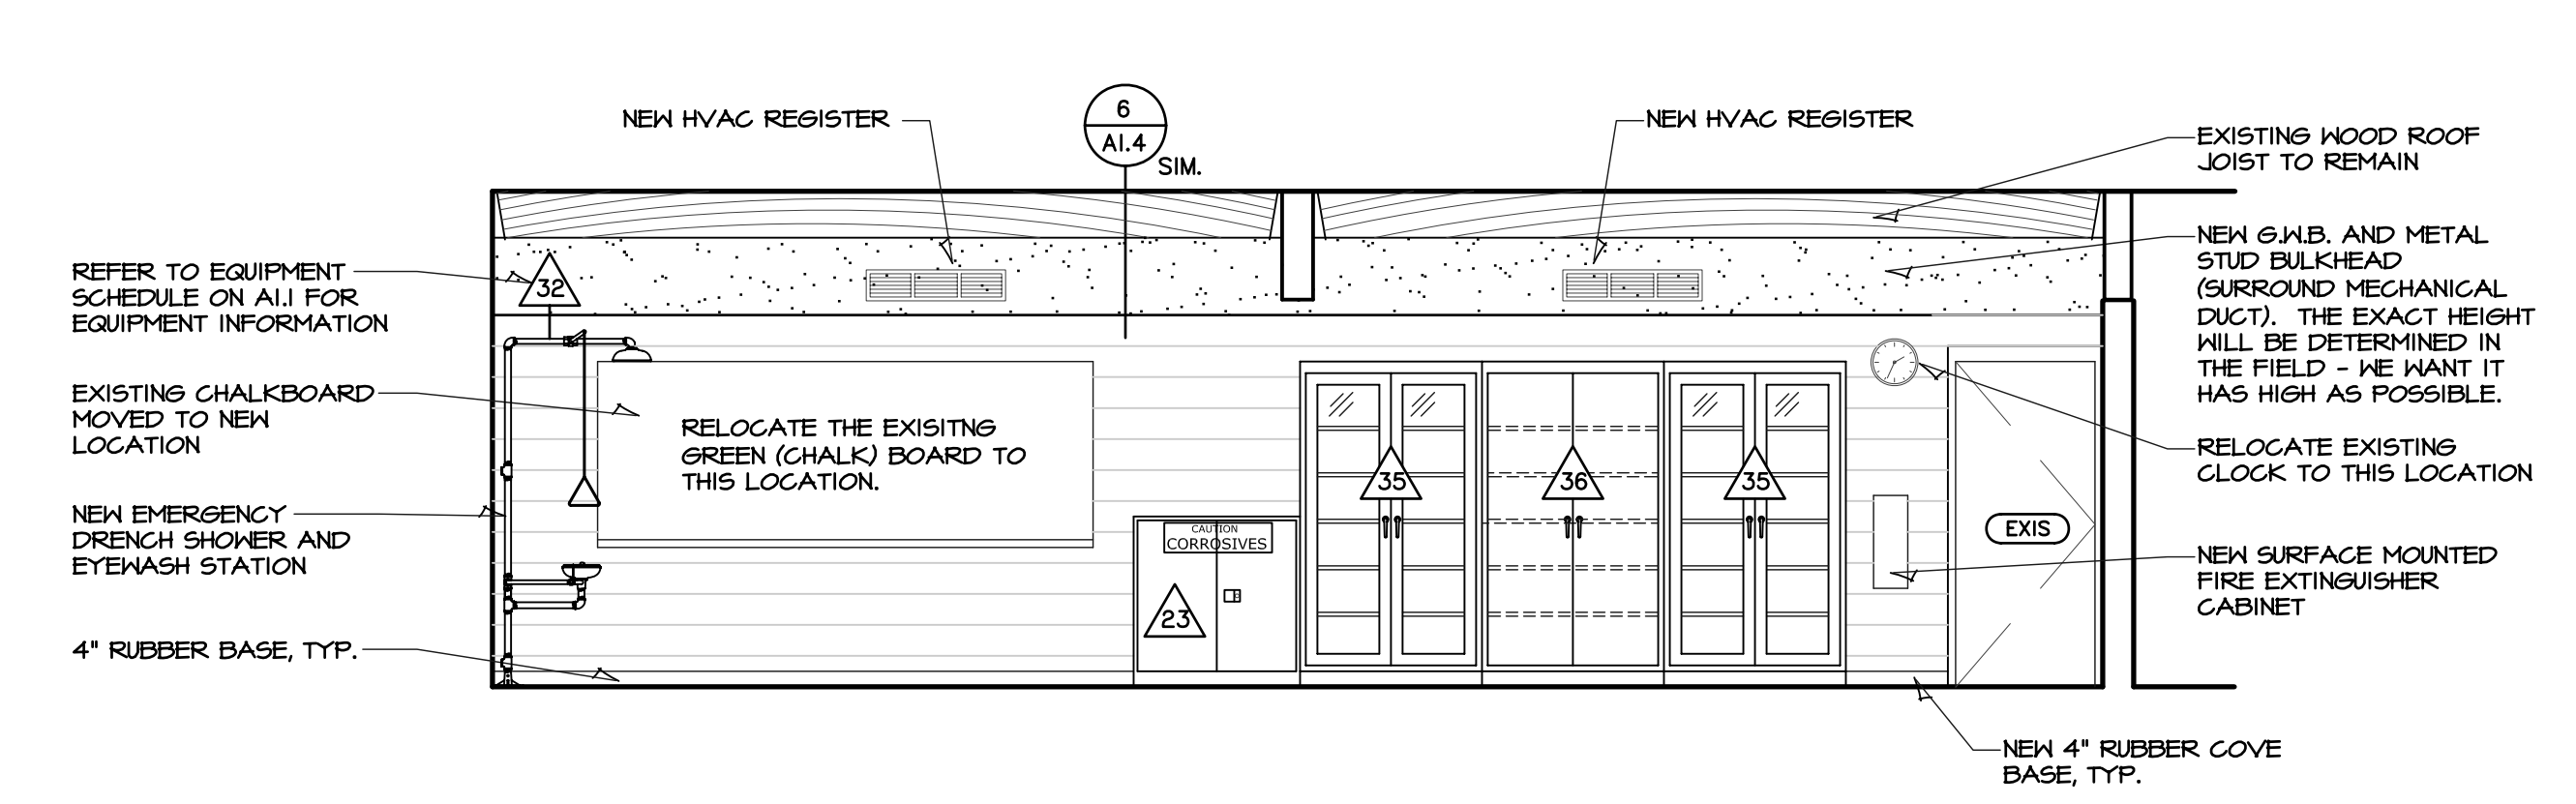 NEW HVAC REGISTER
6
A1.4
SIM.
NEW HVAC REGISTER
EXISTING WOOD ROOF
JOIST TO REMAIN
REFER TO EQUIPMENT
SCHEDULE ON A1.1 FOR
EQUIPMENT INFORMATION
32
NEW G.W.B. AND METAL
STUD BULKHEAD
(SURROUND MECHANICAL
DUCT).  THE EXACT HEIGHT
WILL BE DETERMINED IN
THE FIELD - WE WANT IT
HAS HIGH AS POSSIBLE.
EXISTING CHALKBOARD
MOVED TO NEW
LOCATION
RELOCATE THE EXISITNG
GREEN (CHALK) BOARD TO
THIS LOCATION.
35
36
35
RELOCATE EXISTING
CLOCK TO THIS LOCATION
NEW EMERGENCY
DRENCH SHOWER AND
EYEWASH STATION
CAUTION
CORROSIVES
23
EXIS
NEW SURFACE MOUNTED
FIRE EXTINGUISHER
CABINET
4" RUBBER BASE, TYP.
NEW 4" RUBBER COVE
BASE, TYP.